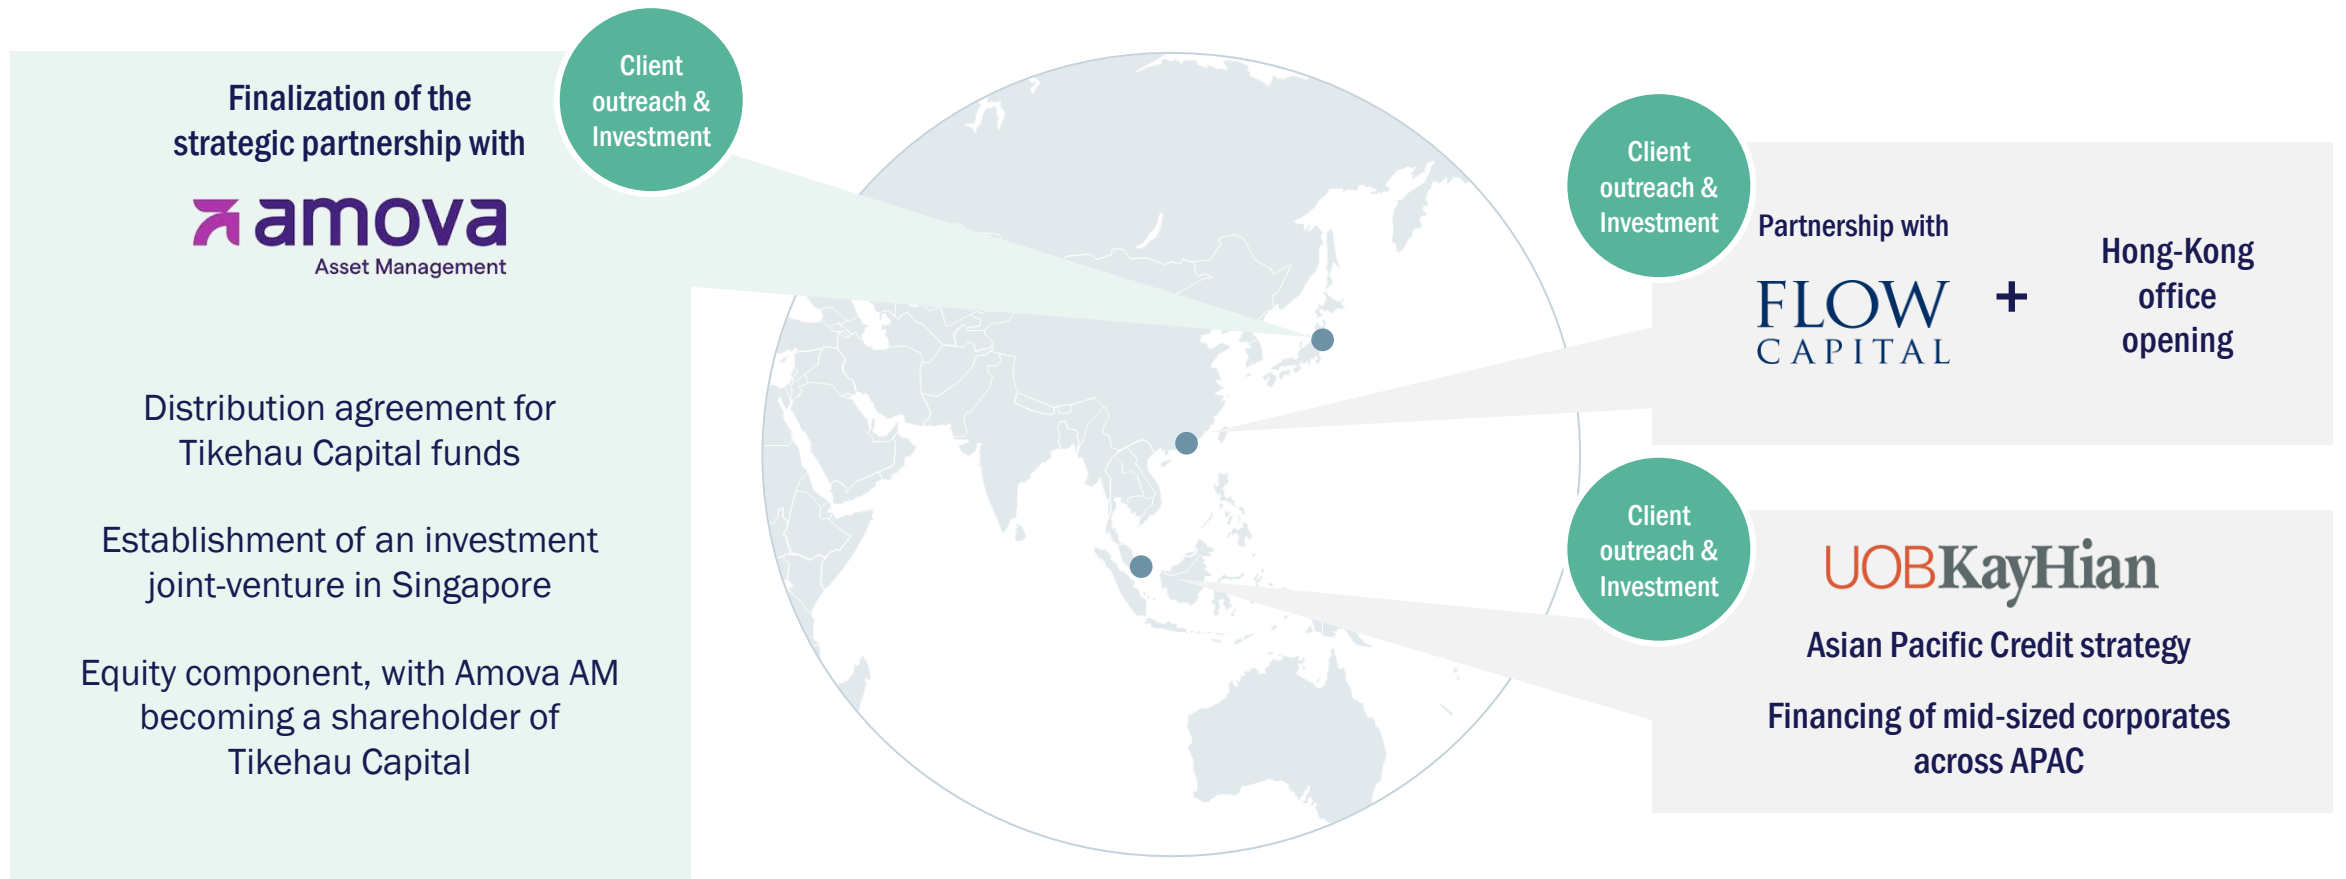 Client
outreach &
Investment
Finalization of the
strategic partnership with
amova
Asset Management
Distribution agreement for
Tikehau Capital funds
Establishment of an investment
joint-venture in Singapore
Equity component, with Amova AM
becoming a shareholder of
Tikehau Capital
Client
outreach &
Investment
Partnership with
FLOW
CAPITAL
+
Hong-Kong
office
opening
Client
outreach &
Investment
UOBKayHian
Asian Pacific Credit strategy
Financing of mid-sized corporates
across APAC